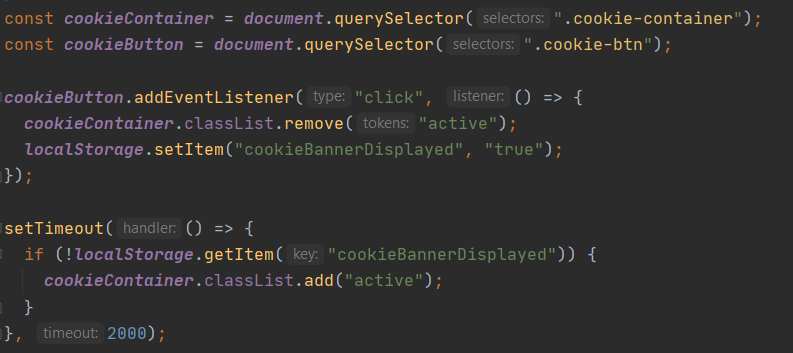 const cookieContainer = document.querySelector( selectors: ".cookie-container");
const cookieButton = document.querySelector( selectors: ".cookie-btn");
cookieButton.addEventListener( type: "click", listener: () => {
cookieContainer.classList.remove( tokens: "active");
localStorage.setItem("cookieBannerDisplayed", "true");
});
setTimeout( handler: () => {
if (!localStorage.getItem( key: "cookieBannerDisplayed")) {
cookieContainer.classList.add("active");
}
}, timeout: 2000);